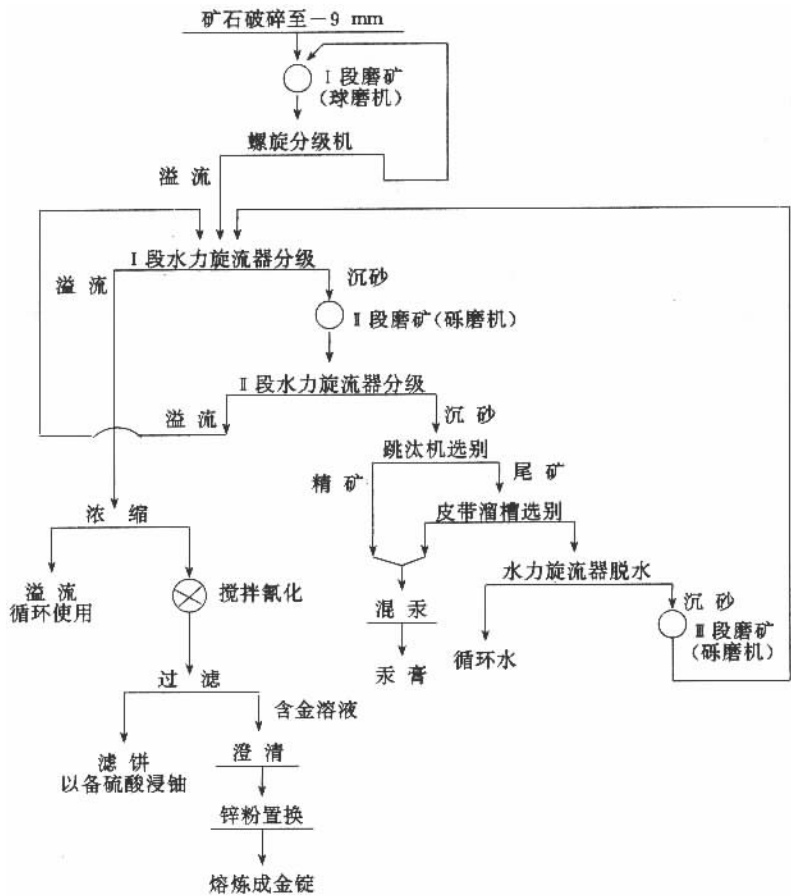 矿石破碎至－9 mm
Ⅰ段磨矿
(球磨机)
螺旋分级机
溢 流
Ⅰ段水力旋流器分级
溢 流
沉砂
Ⅱ段磨矿(砾磨机)
Ⅱ段水力旋流器分级
溢 流
沉 砂
跳汰机选别
精 矿
尾 矿
皮带溜槽选别
浓 缩
溢 流
循环使用
搅拌氰化
混 汞
水力旋流器脱水
沉 砂
Ⅲ段磨矿
(砾磨机)
汞 膏
循环水
过 滤
含金溶液
滤 饼
以备硫酸浸铀
澄 清
锌粉置换
熔炼成金锭